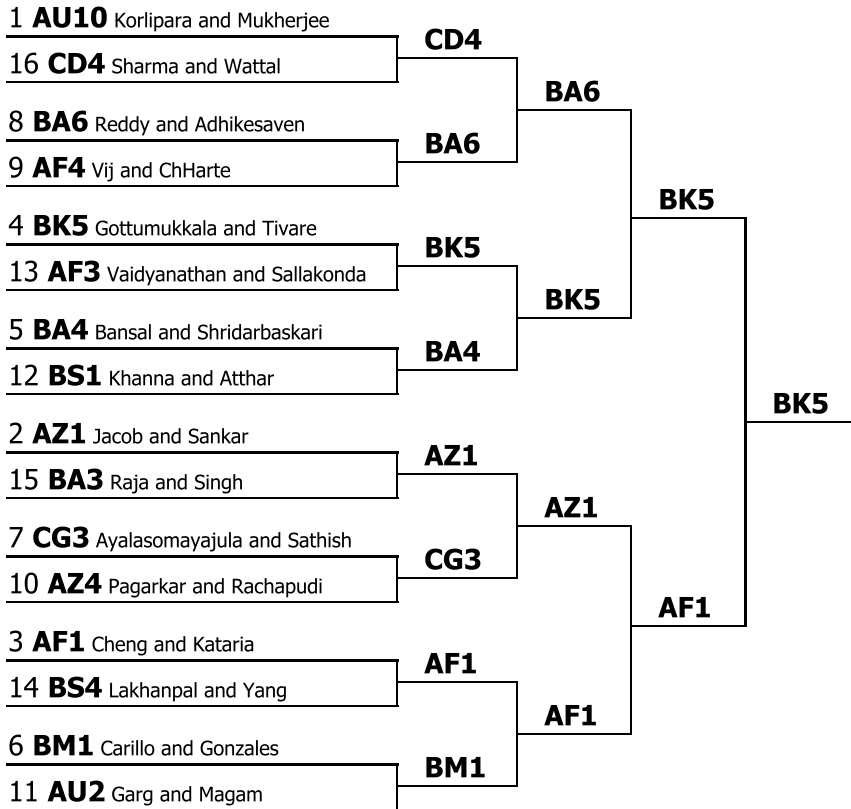 1 AU10 Korlipara and Mukherjee
16 CD4 Sharma and Wattal
8 BA6 Reddy and Adhikesaven
9 AF4 Vij and ChHarte
4 BK5 Gottumukkala and Tivare
13 AF3 Vaidyanathan and Sallakonda
5 BA4 Bansal and Shridarbaskari
12 BS1 Khanna and Atthar
2 AZ1 Jacob and Sankar
15 BA3 Raja and Singh
7 CG3 Ayalasomayajula and Sathish
10 AZ4 Pagarkar and Rachapudi
3 AF1 Cheng and Kataria
14 BS4 Lakhanpal and Yang
6 BM1 Carillo and Gonzales
11 AU2 Garg and Magam
CD4
BA6
BK5
BA4
AZ1
CG3
AF1
BM1
BA6
BK5
AZ1
AF1
BK5
AF1
BK5